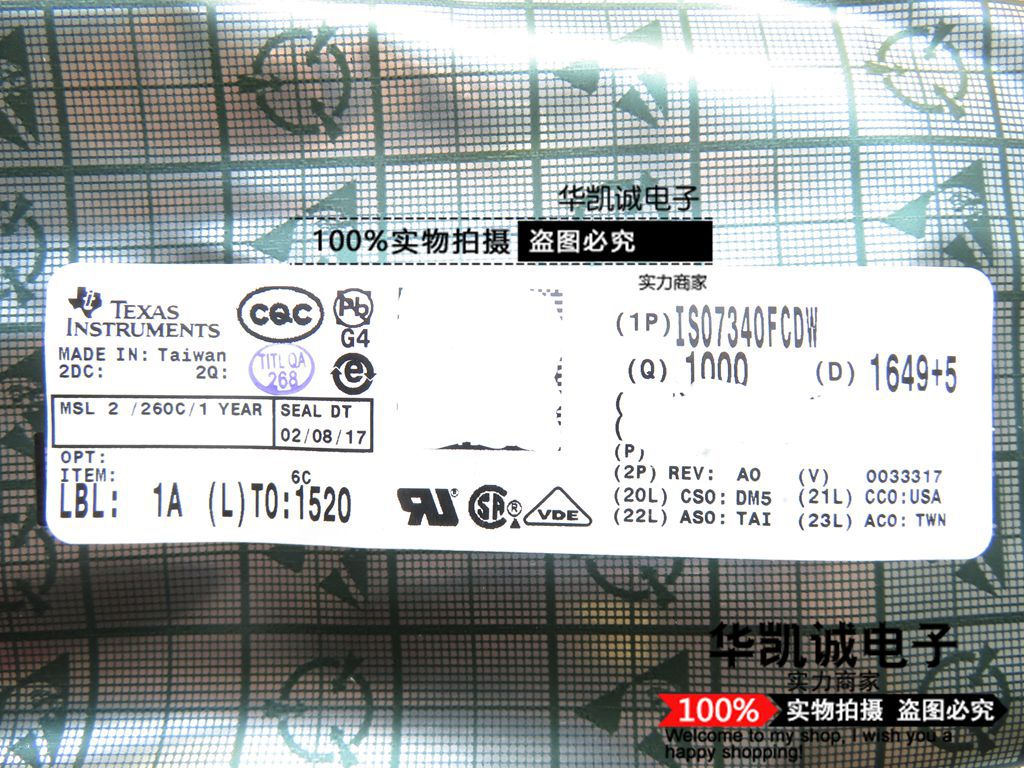 华凯诚电子
100%实物拍摄 盗图必究
实力商家
TEXAS
INSTRUMENTS
CQC
Pb
G4
e
MADE IN: Taiwan
2DC: 2Q:
TITL QA
268
MSL 2 /260C/1 YEAR
SEAL DT
02/08/17
OPT:
ITEM:
6C
LBL: 1A (L)TO:1520
SA®
VDE
(1P)ISO7340FCDW
(Q) 1000 (D) 1649+5
(P)
(2P) REV: A0 (V) 0033317
(20L) CSO: DM5 (21L) CCO:USA
(22L) ASO: TAI (23L) ACO: TWN
华凯诚电子
实力商家
100% 实物拍摄 盗图必究
Welcome to my shop, I wish you a
happy shopping!